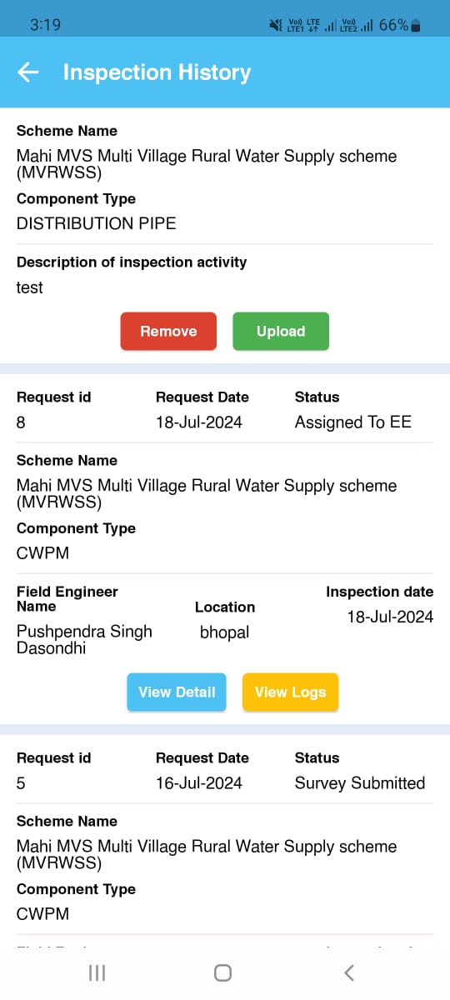 3:19
Vo) LTE Vo)
LTE1 LTE2 66%
Inspection History
Scheme Name
Mahi MVS Multi Village Rural Water Supply scheme
(MVRWSS)
Component Type
DISTRIBUTION PIPE
Description of inspection activity
test
Remove Upload
Request id Request Date Status
8 18-Jul-2024 Assigned To EE
Scheme Name
Mahi MVS Multi Village Rural Water Supply scheme
(MVRWSS)
Component Type
CWPM
Field Engineer
Name
Location
Inspection date
Pushpendra Singh
Dasondhi
bhopal
18-Jul-2024
View Detail View Logs
Request id Request Date Status
5 16-Jul-2024 Survey Submitted
Scheme Name
Mahi MVS Multi Village Rural Water Supply scheme
(MVRWSS)
Component Type
CWPM